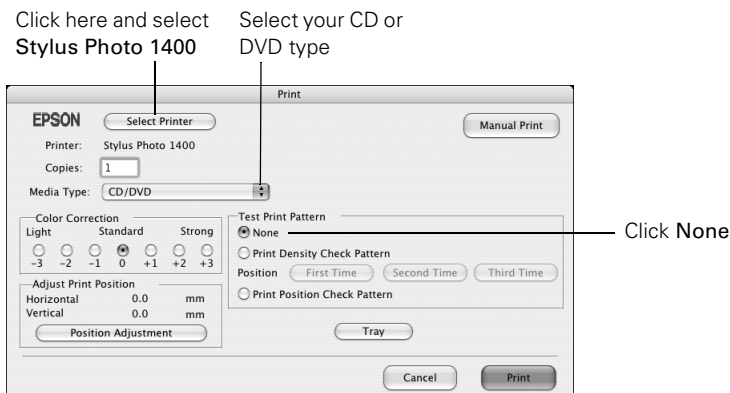 Click here and select
Stylus Photo 1400
Select your CD or
DVD type
Print
EPSON
Select Printer
Manual Print
Printer: Stylus Photo 1400
Copies: 1
Media Type: CD/DVD
Color Correction
Light Standard Strong
-3 -2 -1 0 +1 +2 +3
Adjust Print Position
Horizontal 0.0 mm
Vertical 0.0 mm
Position Adjustment
Test Print Pattern
None
Print Density Check Pattern
Position First Time Second Time Third Time
Print Position Check Pattern
Click None
Tray
Cancel Print